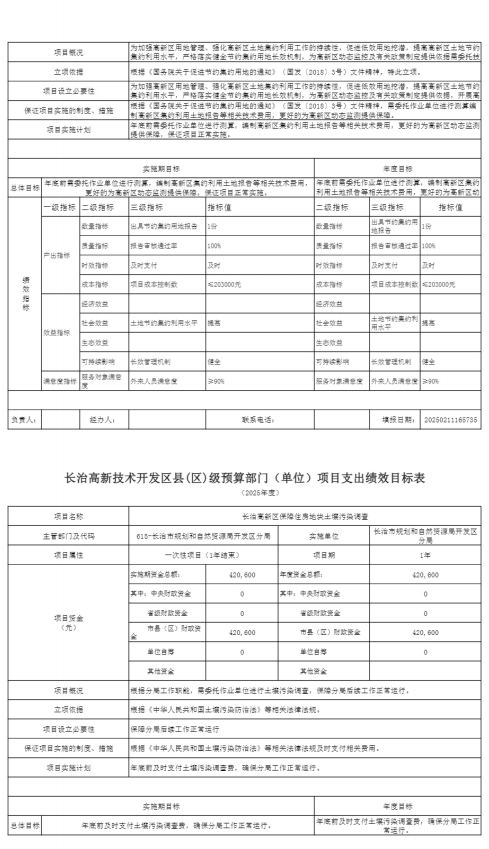 项目概况
为加强高新区用地管理、强化高新区土地集约利用工作的持续性、促进低效用地挖潜，提高高新区土地节约
集约利用水平，严格落实健全节约集约用地长效机制，为高新区动态监控及有关政策制定提供依据需委托技
立项依据
根据《国务院关于促进节约集约用地的通知》（国发〔2018〕3号）文件精神，特此立项。
项目设立必要性
为加强高新区用地管理、强化高新区土地集约利用工作的持续性、促进低效用地挖潜，提高高新区土地节约
集约利用水平，严格落实健全节约集约用地长效机制，为高新区动态监控及有关政策制定提供依据，开展高
保证项目实施的制度、措施
根据《国务院关于促进节约集约用地的通知》（国发〔2018〕3号）文件精神，需委托作业单位进行测算编
制高新区集约利用土地报告等相关技术费用，更好的为高新区动态监测提供保障。
项目实施计划
年底前需委托作业单位进行测算，编制高新区集约利用土地报告等相关技术费用，更好的为高新区动态监测
提供保障，保证项目正常实施。
实施期目标 年度目标
总体目标
年底前需委托作业单位进行测算，编制高新区集约利用土地报告等相关技术费用，
更好的为高新区动态监测提供保障，保证项目正常实施。
年底前需委托作业单位进行测算，编制高新区集约
利用土地报告等相关技术费用，更好的为高新区动
绩效指标
一级指标 二级指标 三级指标 指标值 二级指标 三级指标 指标值
产出指标
数量指标 出具节约集约用地报告 1份 数量指标 出具节约集约用地报告 1份
质量指标 报告审核通过率 100% 质量指标 报告审核通过率 100%
时效指标 及时支付 及时 时效指标 及时支付 及时
成本指标 项目成本控制数 ≤203000元 成本指标 项目成本控制数 ≤203000元
效益指标
经济效益 经济效益
社会效益 土地节约集约利用水平 提高 社会效益 土地节约集约利用水平 提高
生态效益 生态效益
可持续影响 长效管理机制 健全 可持续影响 长效管理机制 健全
满意度指标 服务对象满意度 外来人员满意度 ≥90% 服务对象满意度 外来人员满意度 ≥90%
负责人： 经办人： 联系电话： 填报日期： 20250211165735
长治高新技术开发区县(区)级预算部门（单位）项目支出绩效目标表
（2025年度）
项目名称 长治高新区保障住房地块土壤污染调查
主管部门及代码 615-长治市规划和自然资源局开发区分局 实施单位 长治市规划和自然资源局开发区分局
项目属性 一次性项目（1年结束） 项目期 1年
项目资金
（元）
实施期资金总额： 420,600 年度资金总额： 420,600
其中：中央财政资金 0 其中：中央财政资金 0
省级财政资金 0 省级财政资金 0
市县（区）财政资金 420,600 市县（区）财政资金 420,600
单位自筹 0 单位自筹 0
其他资金 其他资金
项目概况 根据分局工作职能，需委托作业单位进行土壤污染调查，保障分局后续工作正常运行。
立项依据 根据《中华人民共和国土壤污染防治法》等相关法律法规。
项目设立必要性 保障分局后续工作正常运行
保证项目实施的制度、措施 根据《中华人民共和国土壤污染防治法》等相关法律法规及时支付相关费用。
项目实施计划 年底前及时支付土壤污染调查费，确保分局工作正常运行。
实施期目标 年度目标
总体目标 年底前及时支付土壤污染调查费，确保分局工作正常运行。 年底前及时支付土壤污染调查费，确保分局工作正
常运行。